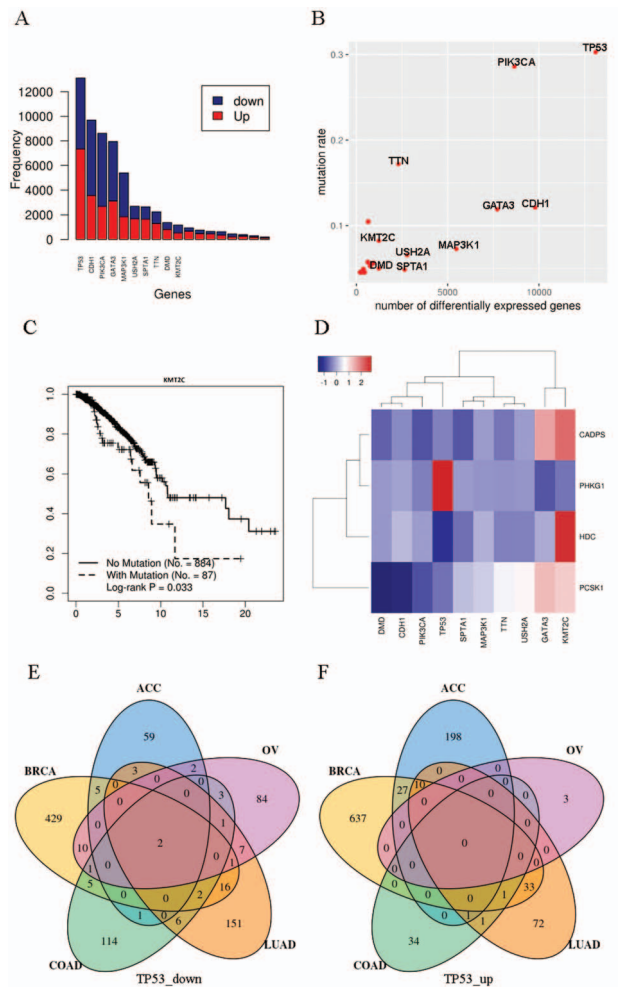 A
down
Up
Frequency
12000
10000
8000
6000
4000
2000
0
TP53
CDH1
PIK3CA
GATA3
MAP3K1
USH2A
SPTA1
TTN
DMD
KMT2C
Genes
B
mutation rate
0.3
0.2
0.1
TP53
PIK3CA
TTN
GATA3
CDH1
KMT2C
USH2A
MAP3K1
DMD
SPTA1
0
5000
10000
number of differentially expressed genes
C
KMT2C
1.0
0.8
0.6
0.4
0.2
0.0
No Mutation (No. = 884)
With Mutation (No. = 87)
Log-rank P = 0.033
0
5
10
15
20
D
-1 0 1 2
CADPS
PHKG1
HDC
PCSK1
DMD
CDH1
PIK3CA
TP53
SPTA1
MAP3K1
TTN
USH2A
GATA3
KMT2C
E
ACC
59
OV
BRCA
3
2
5
0
0
0
3
84
429
0
0
1
0
10
2
0
7
1
0
1
5
0
0
2
16
1
0
6
114
151
COAD
LUAD
TP53_down
F
ACC
198
OV
BRCA
27
10
3
637
0
33
1
1
34
72
COAD
LUAD
TP53_up